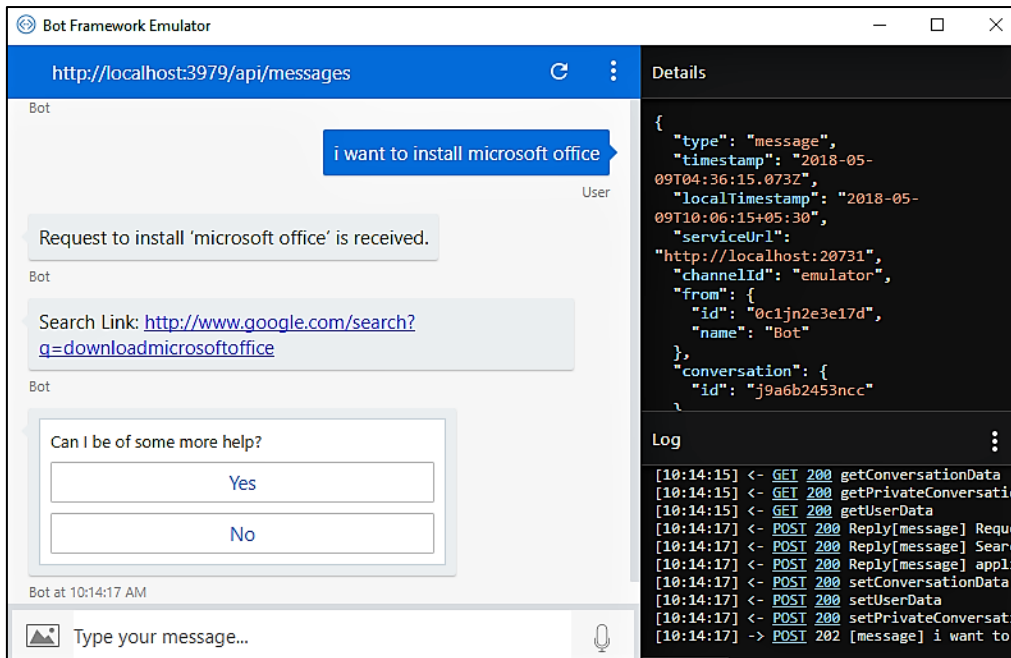 Bot Framework Emulator
http://localhost:3979/api/messages
Bot
i want to install microsoft office
User
Request to install ‘microsoft office’ is received.
Bot
Search Link: http://www.google.com/search?
q=downloadmicrosoftoffice
Bot
Can I be of some more help?
Yes
No
Bot at 10:14:17 AM
Type your message...
Details
{
"type": "message",
"timestamp": "2018-05-
09T04:36:15.073Z",
"localTimestamp": "2018-05-
09T10:06:15+05:30",
"serviceUrl":
"http://localhost:20731",
"channelId": "emulator",
"from": {
"id": "0c1jn2e3e17d",
"name": "Bot"
},
"conversation": {
"id": "j9a6b2453ncc"
}
Log
[10:14:15] <- GET 200 getConversationData
[10:14:15] <- GET 200 getPrivateConversati
[10:14:15] <- GET 200 getUserData
[10:14:17] <- POST 200 Reply[message] Requ
[10:14:17] <- POST 200 Reply[message] Sear
[10:14:17] <- POST 200 Reply[message] appli
[10:14:17] <- POST 200 setConversationData
[10:14:17] <- POST 200 setUserData
[10:14:17] <- POST 200 setPrivateConversati
[10:14:17] -> POST 202 [message] i want to